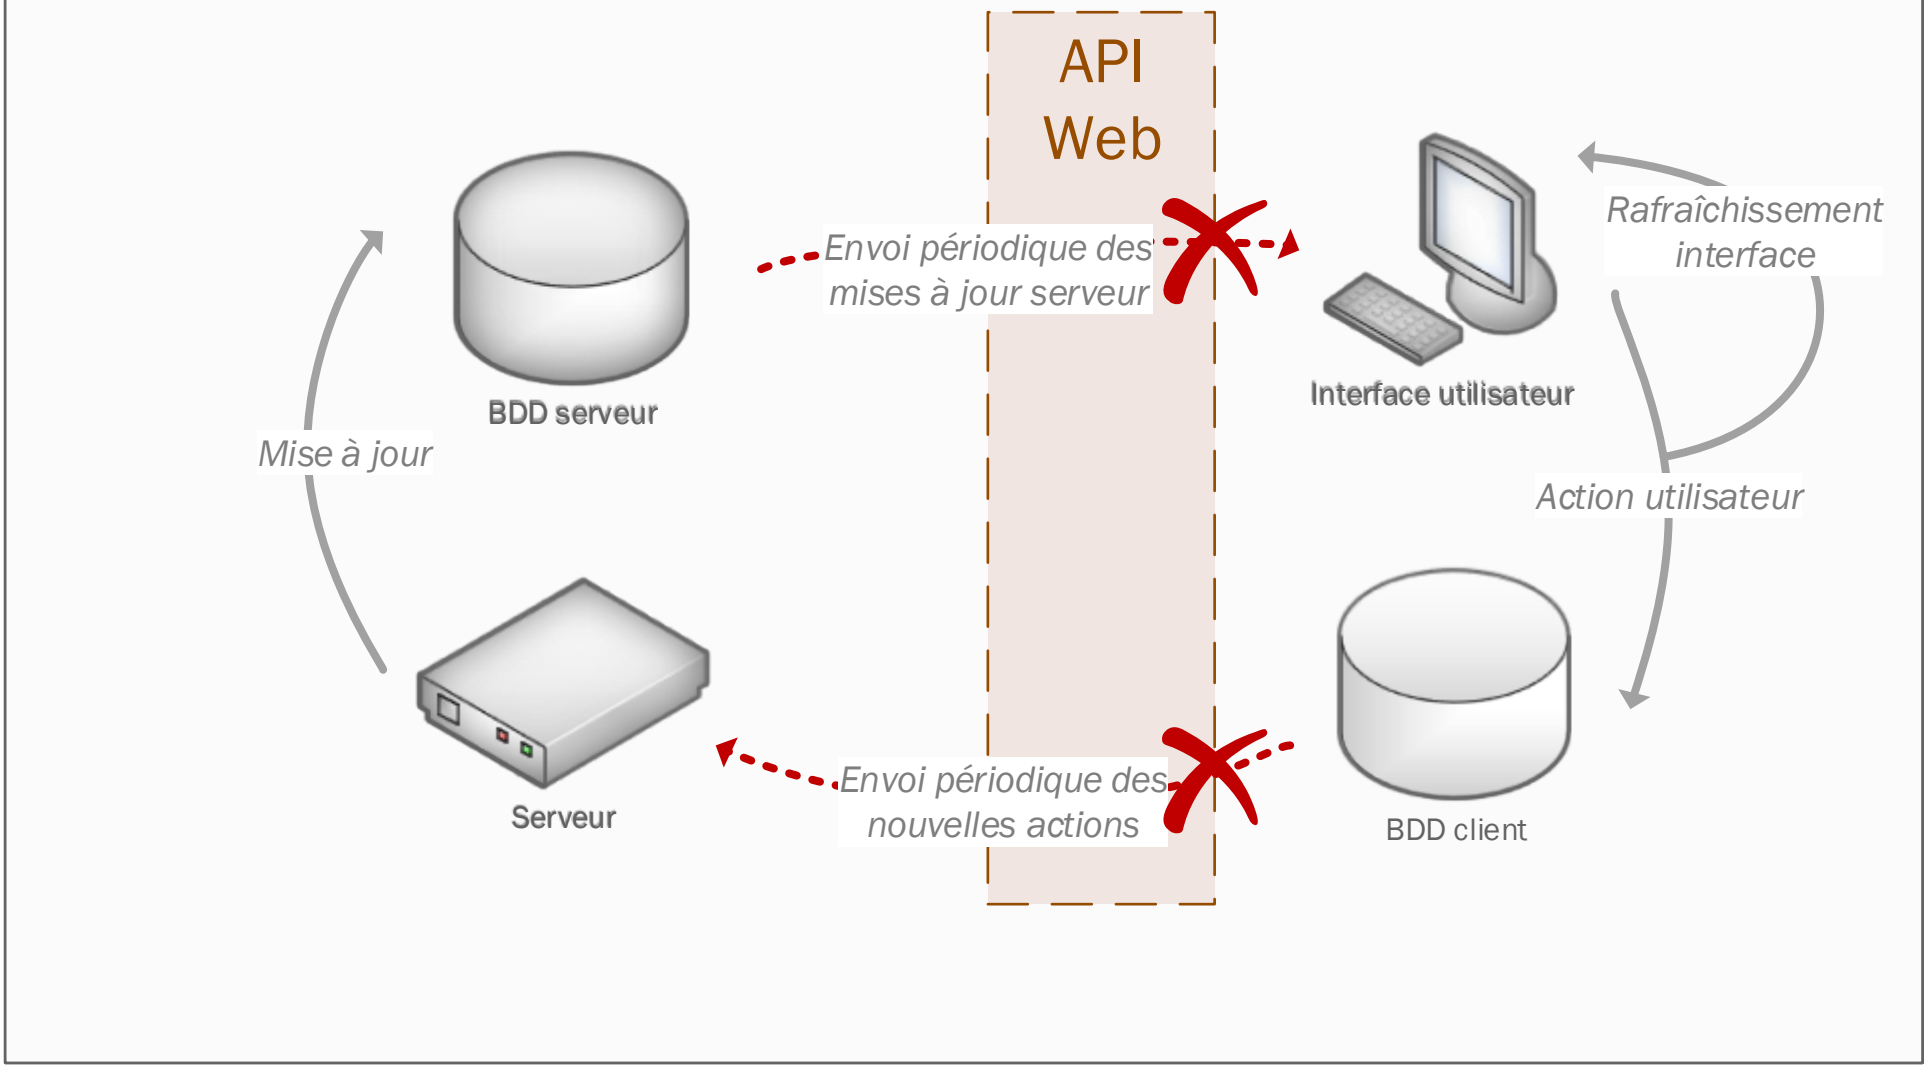 API
Web
Rafraîchissement
interface
Envoi périodique des
mises à jour serveur
Interface utilisateur
BDD serveur
Mise à jour
Action utilisateur
Envoi périodique des
nouvelles actions
Serveur
BDD client